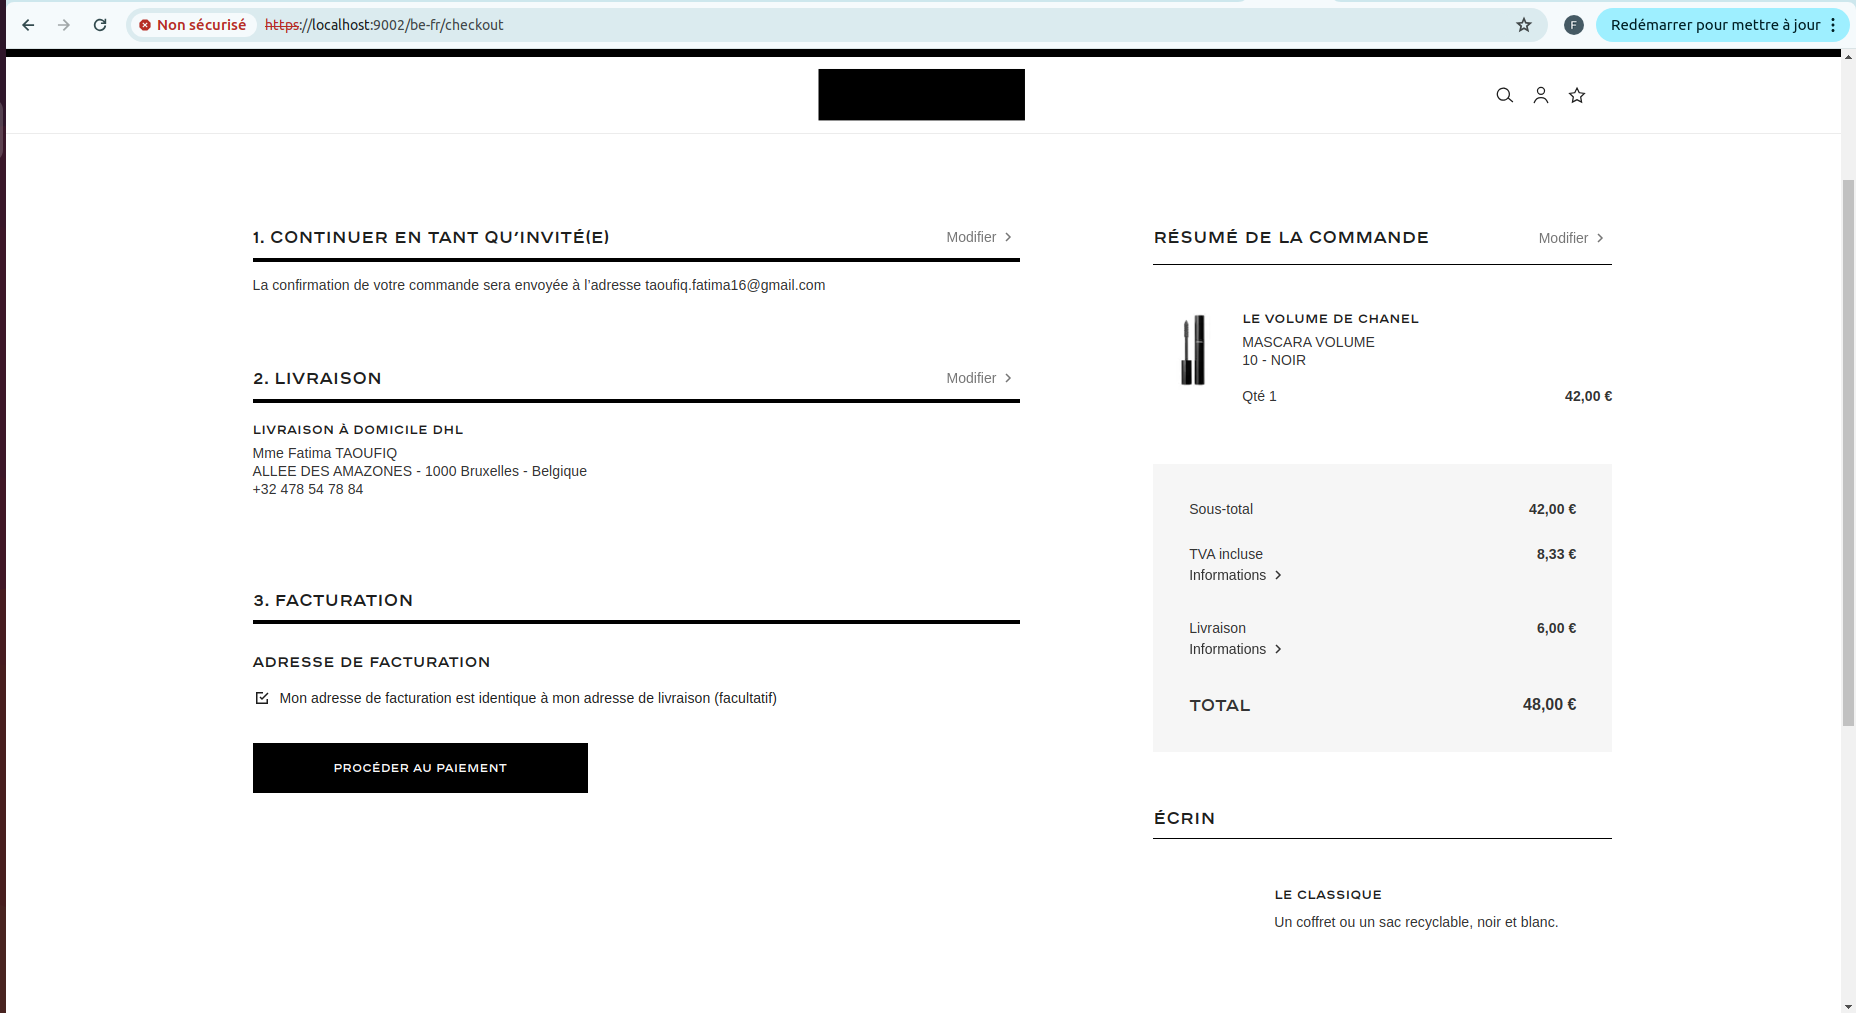 Non sécurisé
https://localhost:9002/be-fr/checkout
F
Redémarrer pour mettre à jour
1. CONTINUER EN TANT QU'INVITÉ(E)
Modifier
La confirmation de votre commande sera envoyée à l'adresse taoufiq.fatima16@gmail.com
2. LIVRAISON
Modifier
LIVRAISON À DOMICILE DHL
Mme Fatima TAOUFIQ
ALLEE DES AMAZONES - 1000 Bruxelles - Belgique
+32 478 54 78 84
3. FACTURATION
ADRESSE DE FACTURATION
Mon adresse de facturation est identique à mon adresse de livraison (facultatif)
PROCÉDER AU PAIEMENT
RÉSUMÉ DE LA COMMANDE
Modifier
LE VOLUME DE CHANEL
MASCARA VOLUME
10 - NOIR
Qté 1
42,00 €
Sous-total
42,00 €
TVA incluse
8,33 €
Informations
Livraison
6,00 €
Informations
TOTAL
48,00 €
ÉCRIN
LE CLASSIQUE
Un coffret ou un sac recyclable, noir et blanc.